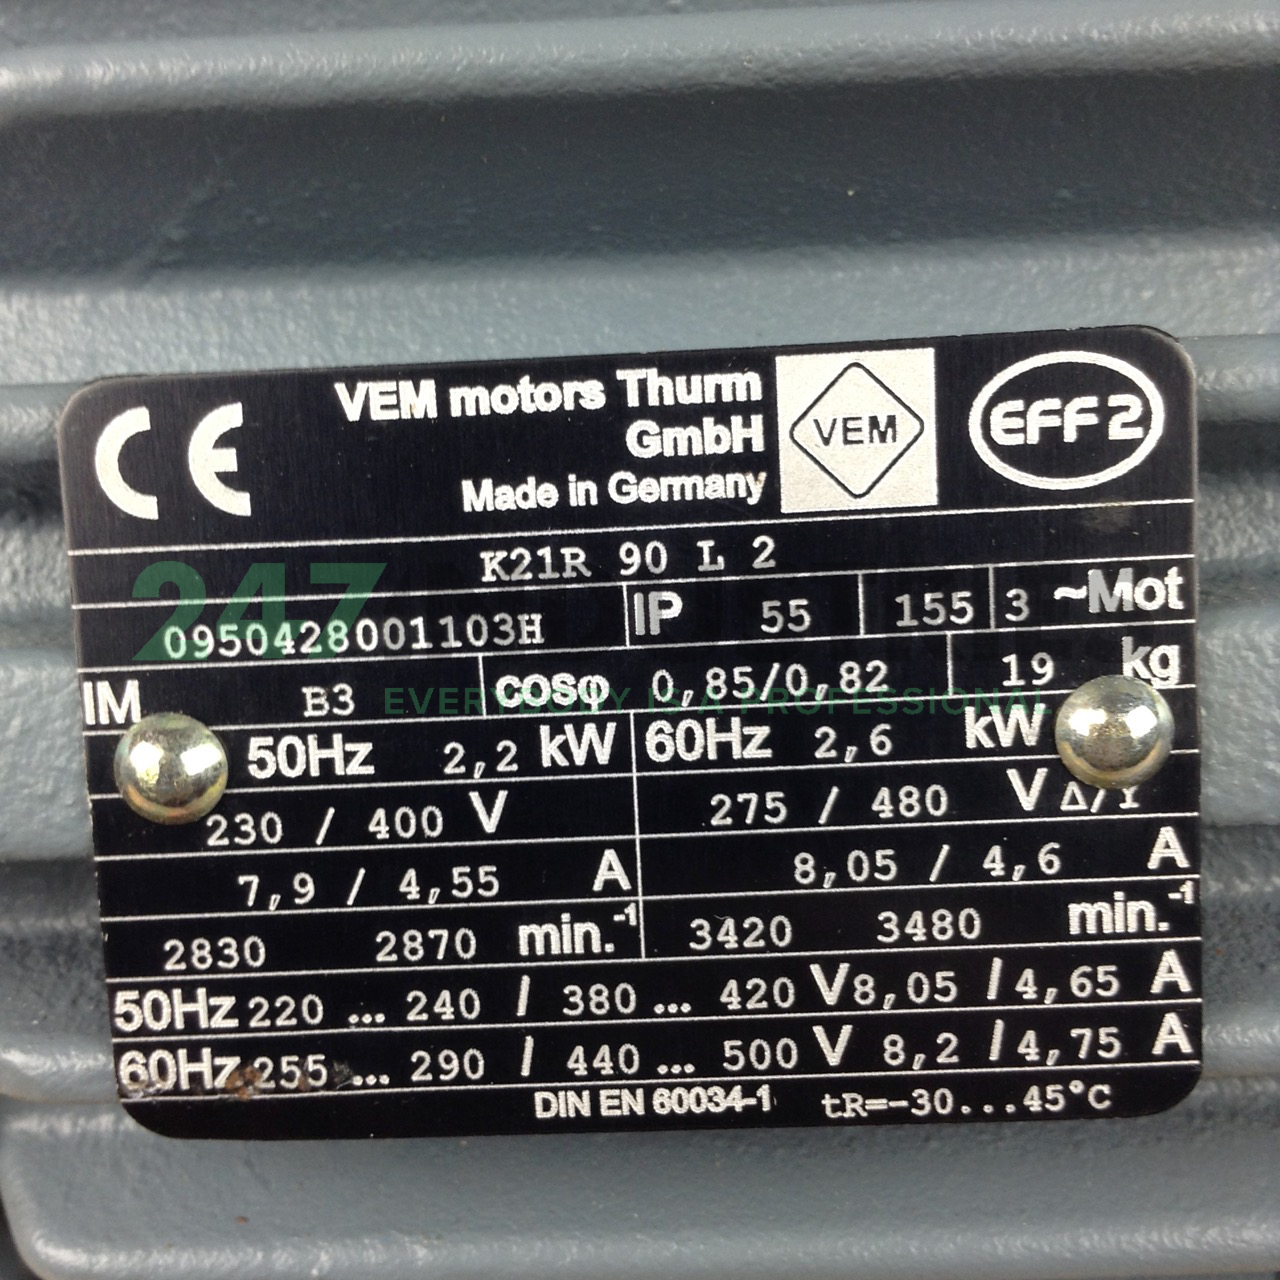 CE VEM motors Thurm GmbH Made in Germany VEM EFF2
K21R 90 L 2
0950428001103H IP 55 155 3 ~Mot
IM B3 cosφ 0,85/0,82 19 kg
50Hz 2,2 kW 60Hz 2,6 kW
230 / 400 V 275 / 480 V Δ/Y
7,9 / 4,55 A 8,05 / 4,6 A
2830 2870 min.-1 3420 3480 min.-1
50Hz 220 ... 240 / 380 ... 420 V 8,05 / 4,65 A
60Hz 255 ... 290 / 440 ... 500 V 8,2 / 4,75 A
DIN EN 60034-1 tR=-30...45°C
247
EVERYBODY IS A PROFESSIONAL